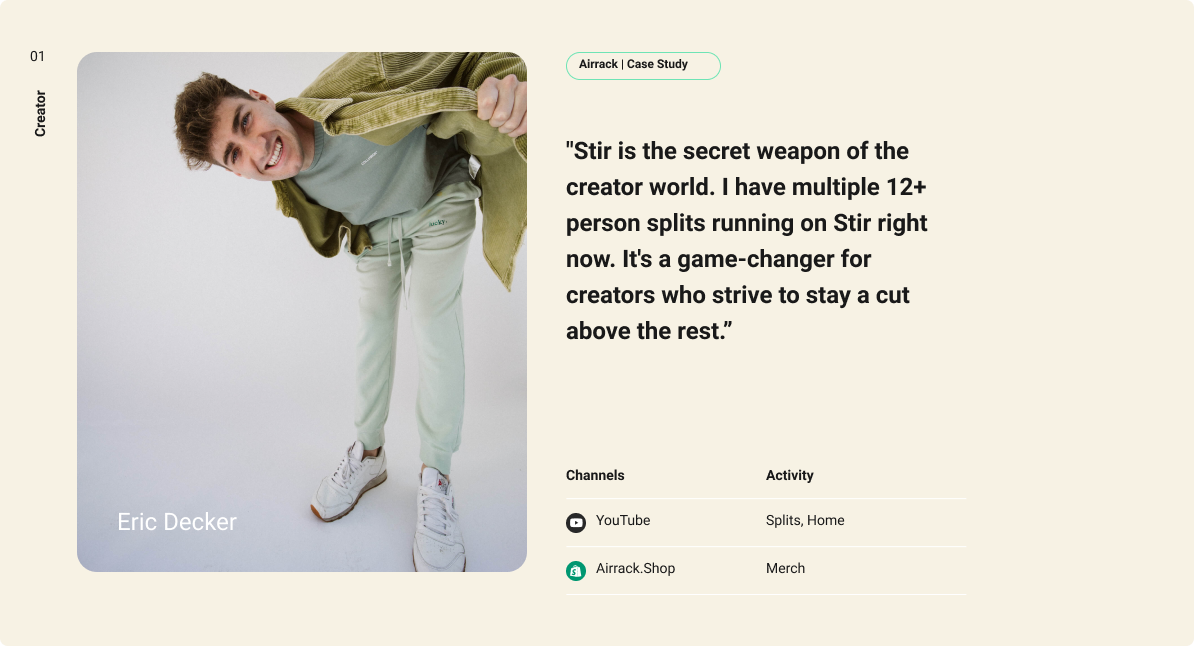 01
Creator
Airrack | Case Study
"Stir is the secret weapon of the
creator world. I have multiple 12+
person splits running on Stir right
now. It's a game-changer for
creators who strive to stay a cut
above the rest.”
Eric Decker
Channels Activity
YouTube Splits, Home
Airrack.Shop Merch